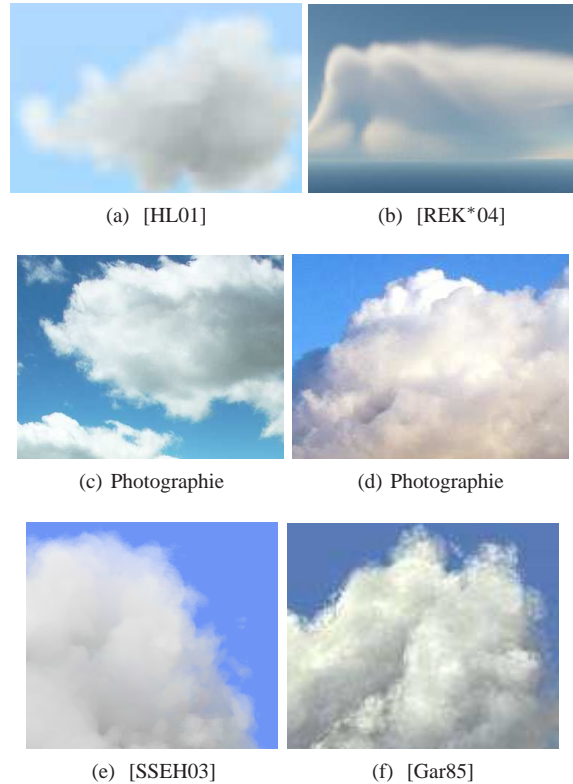 (a) [HL01]
(b) [REK*04]
(c) Photographie
(d) Photographie
(e) [SSEH03]
(f) [Gar85]